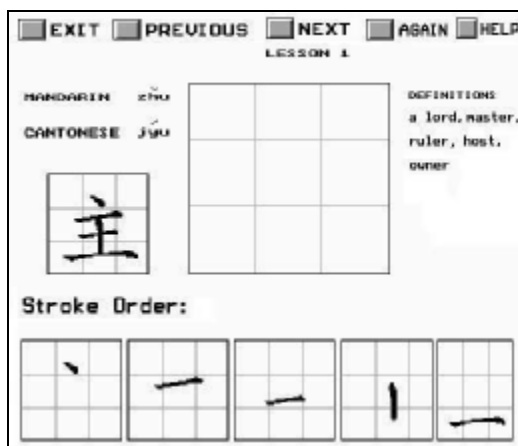 EXIT PREVIOUS NEXT AGAIN HELP
LESSON 1
MANDARIN zhǔ
CANTONESE jýu
DEFINITIONS
a lord, master,
ruler, host,
owner
主
Stroke Order: